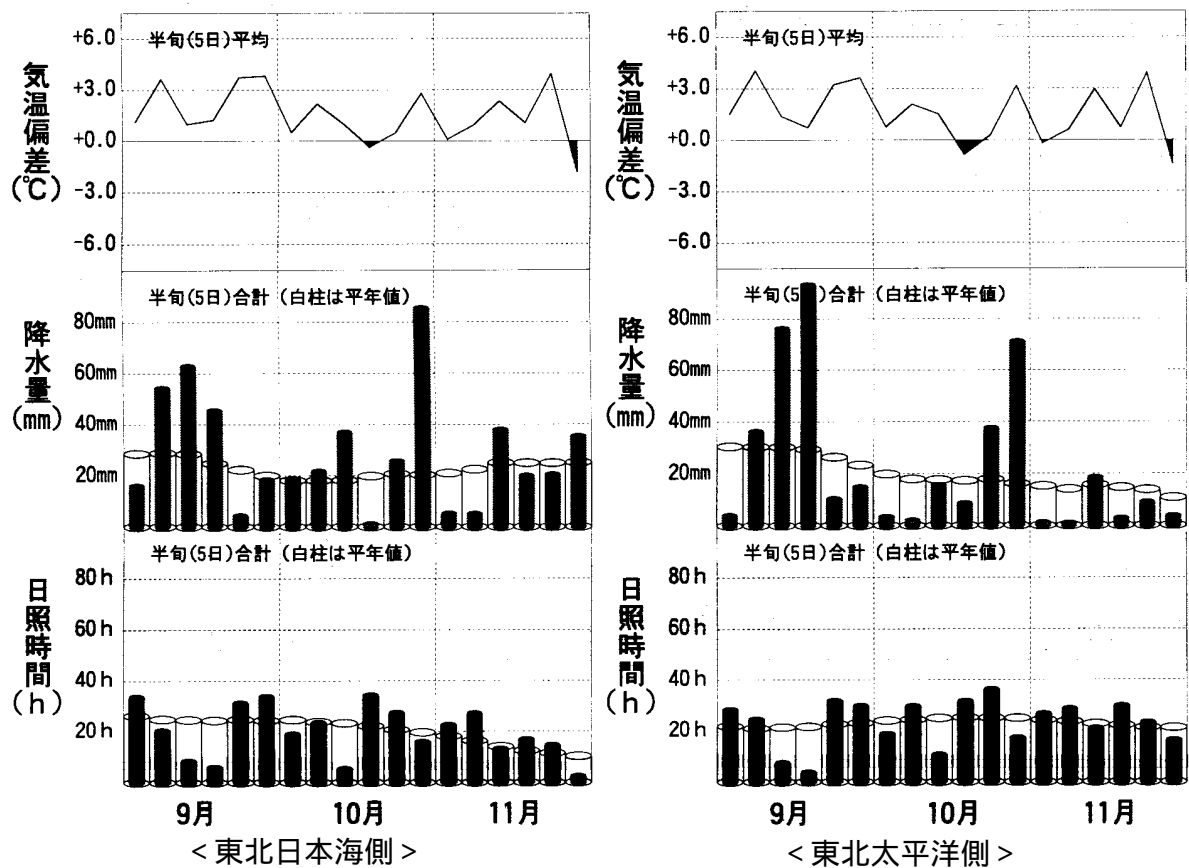 気温偏差(℃)
半旬(5日)平均
+6.0
+3.0
+0.0
-3.0
-6.0
降水量(mm)
半旬(5日)合計 (白柱は平年値)
80mm
60mm
40mm
20mm
日照時間(h)
半旬(5日)合計 (白柱は平年値)
80h
60h
40h
20h
9月 10月 11月
<東北日本海側>
気温偏差(℃)
半旬(5日)平均
+6.0
+3.0
+0.0
-3.0
-6.0
降水量(mm)
半旬(5日)合計 (白柱は平年値)
80mm
60mm
40mm
20mm
日照時間(h)
半旬(5日)合計 (白柱は平年値)
80h
60h
40h
20h
9月 10月 11月
<東北太平洋側>